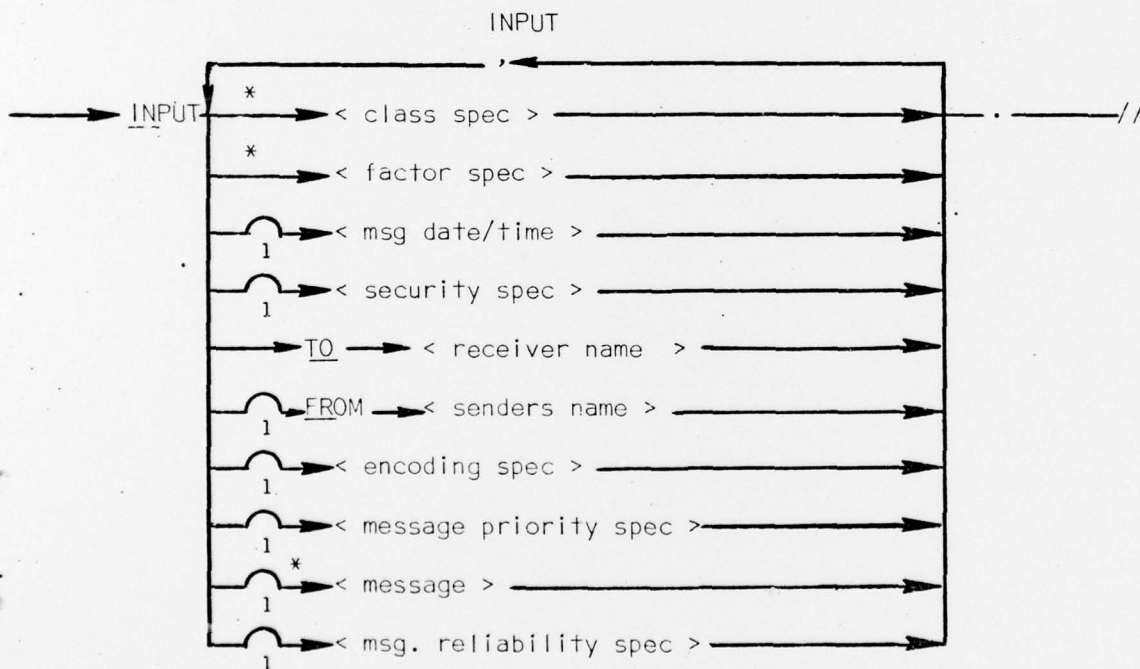 INPUT
,
*
INPUT < class spec > . //
*
< factor spec >
1 < msg date/time >
1 < security spec >
TO < receiver name >
1 FROM < senders name >
1 < encoding spec >
1 < message priority spec >
1 * < message >
1 < msg. reliability spec >